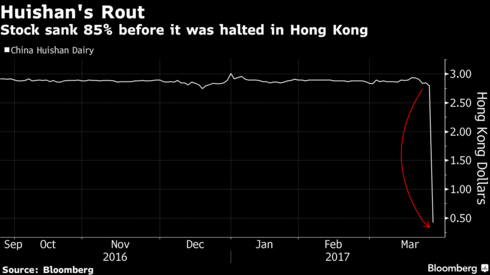 Huishan's Rout
Stock sank 85% before it was halted in Hong Kong
China Huishan Dairy
3.00
2.50
2.00
1.50
1.00
0.50
Hong Kong Dollars
Sep Oct Nov Dec Jan Feb Mar
2016 2017
Source: Bloomberg
Bloomberg